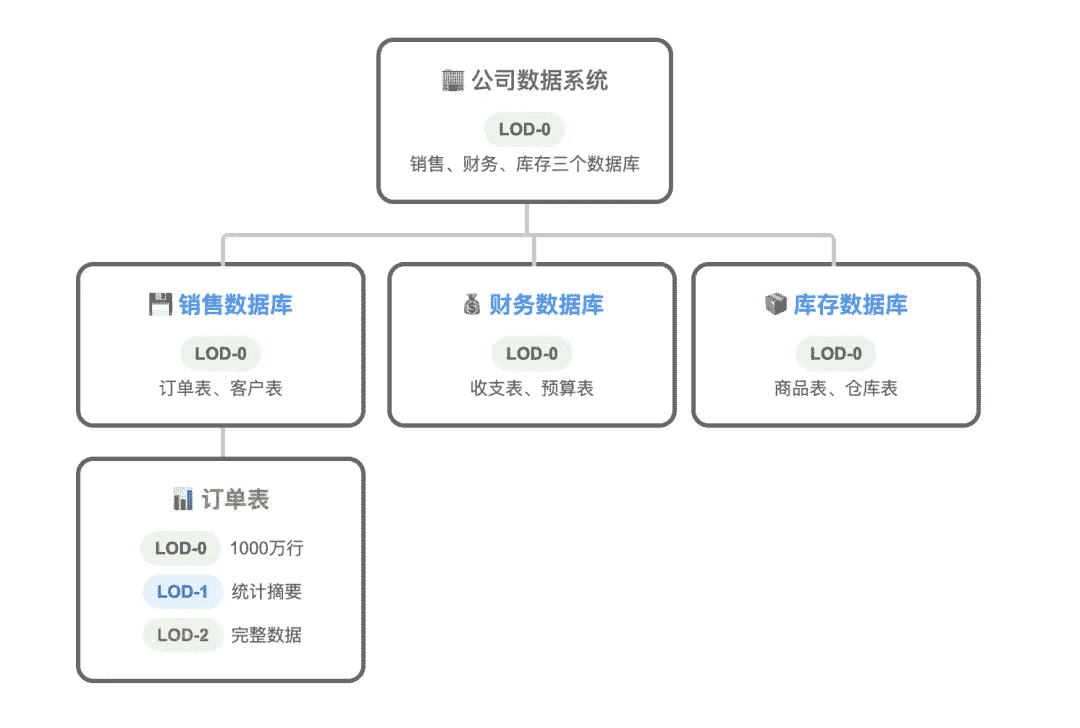 公司数据系统
LOD-0
销售、财务、库存三个数据库
销售数据库
LOD-0
订单表、客户表
财务数据库
LOD-0
收支表、预算表
库存数据库
LOD-0
商品表、仓库表
订单表
LOD-0 1000万行
LOD-1 统计摘要
LOD-2 完整数据